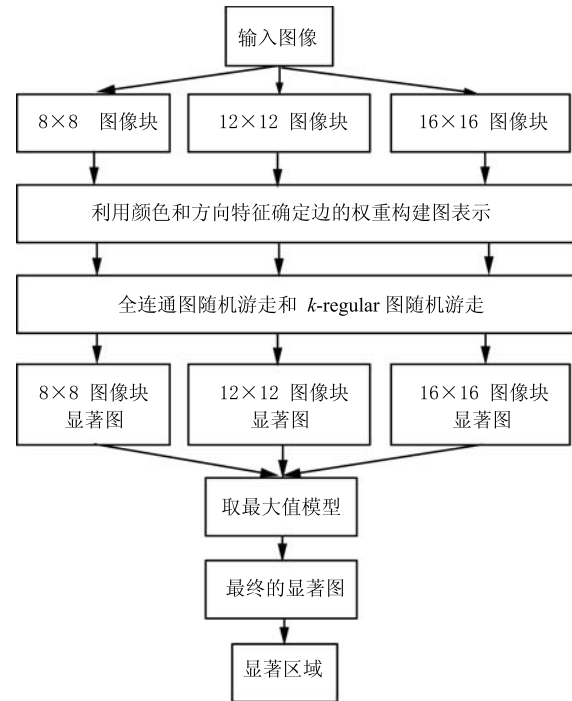 输入图像
8×8 图像块
12×12 图像块
16×16 图像块
利用颜色和方向特征确定边的权重构建图表示
全连通图随机游走和 k-regular 图随机游走
8×8 图像块
显著图
12×12 图像块
显著图
16×16 图像块
显著图
取最大值模型
最终的显著图
显著区域